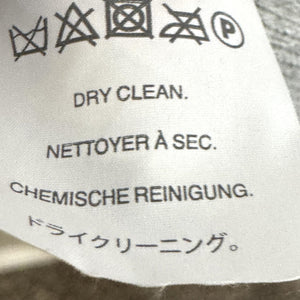 P
DRY CLEAN.
NETTOYER À SEC.
CHEMISCHE REINIGUNG.
ドライクリーニング。